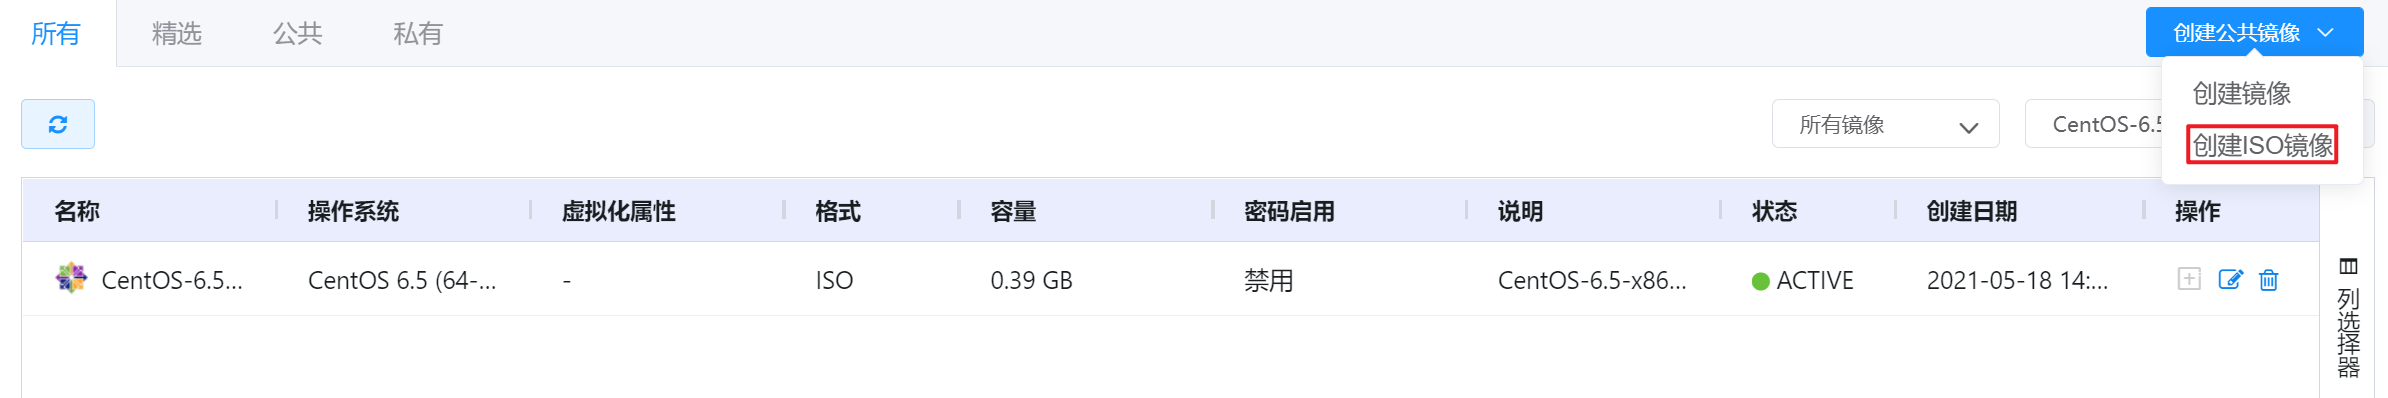 所有 精选 公共 私有 创建公共镜像
创建镜像
所有镜像 CentOS-6.5
创建ISO镜像
名称 操作系统 虚拟化属性 格式 容量 密码启用 说明 状态 创建日期 操作
CentOS-6.5... CentOS 6.5 (64-... - ISO 0.39 GB 禁用 CentOS-6.5-x86... ACTIVE 2021-05-18 14:...
列选择器